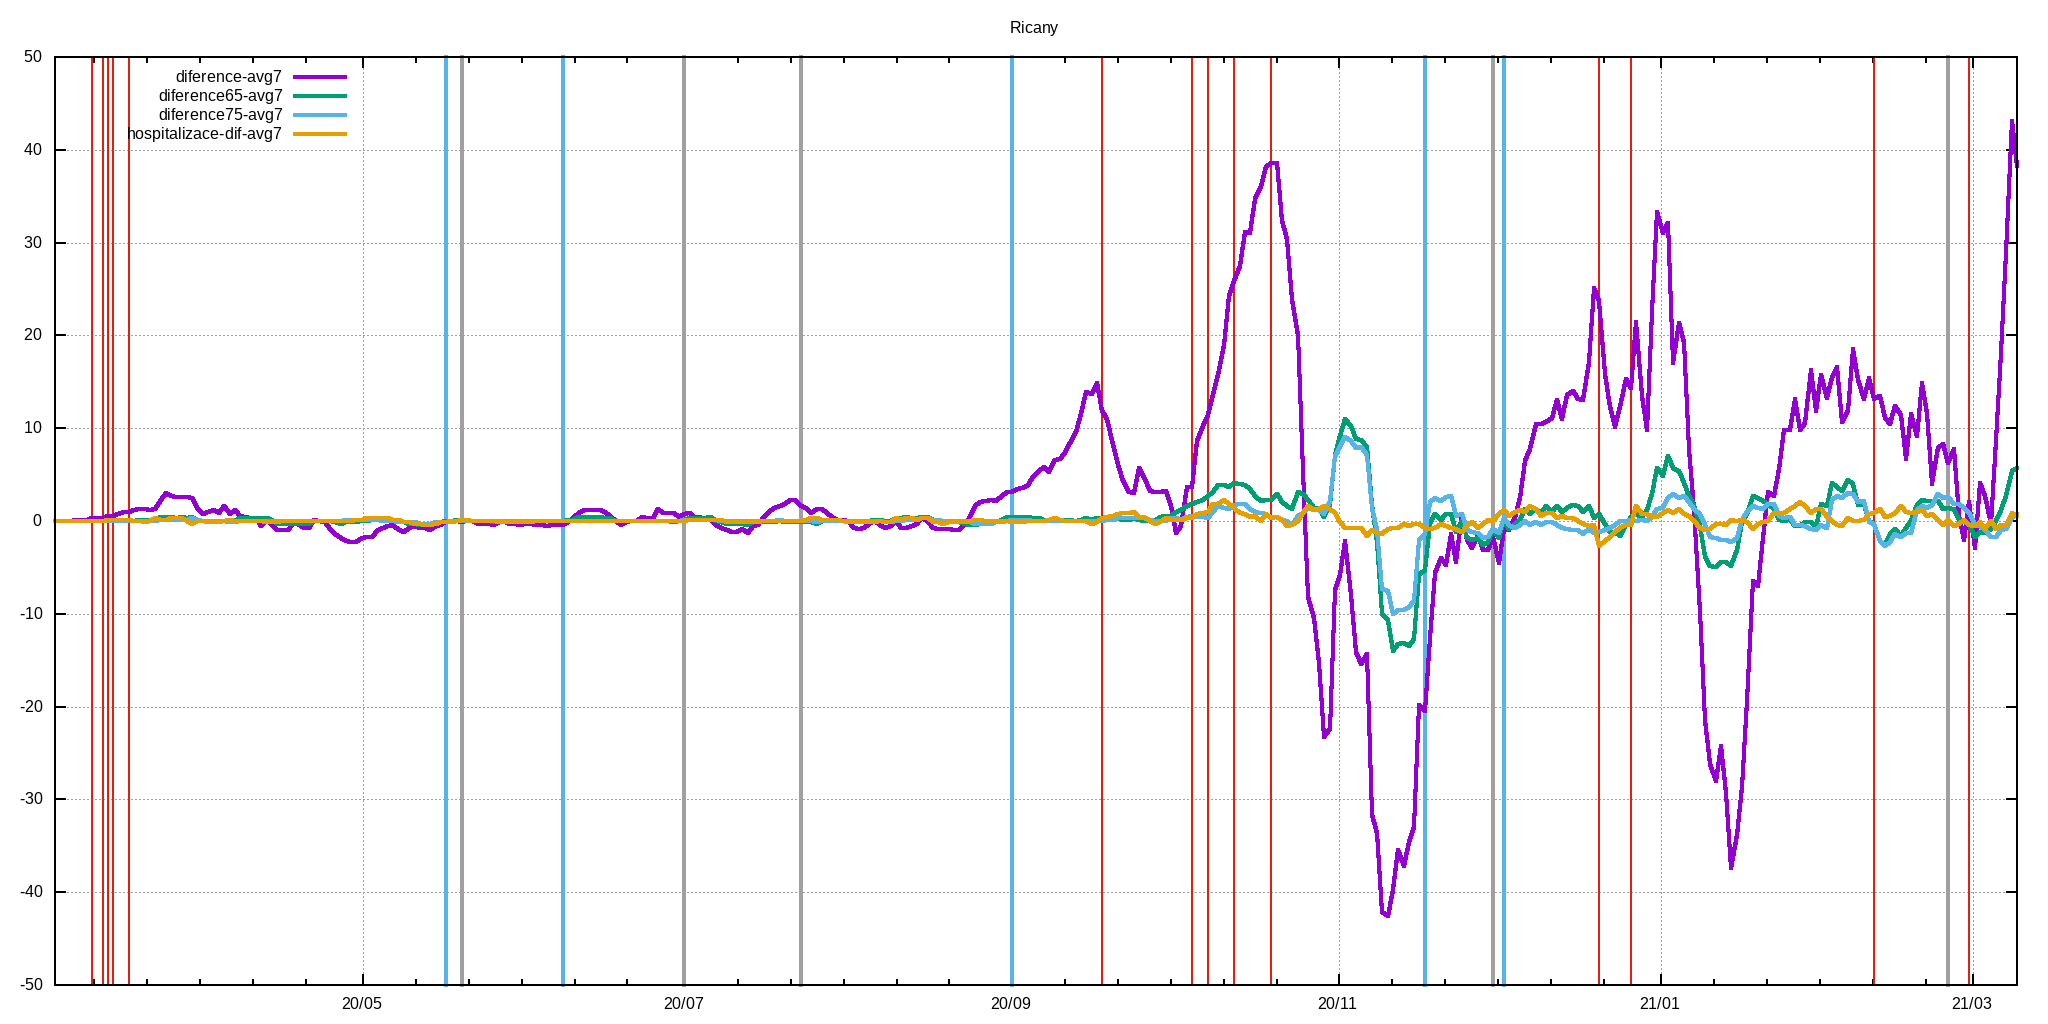 Ricany
diference-avg7
diference65-avg7
diference75-avg7
hospitalizace-dif-avg7
50
40
30
20
10
0
-10
-20
-30
-40
-50
20/05 20/07 20/09 20/11 21/01 21/03